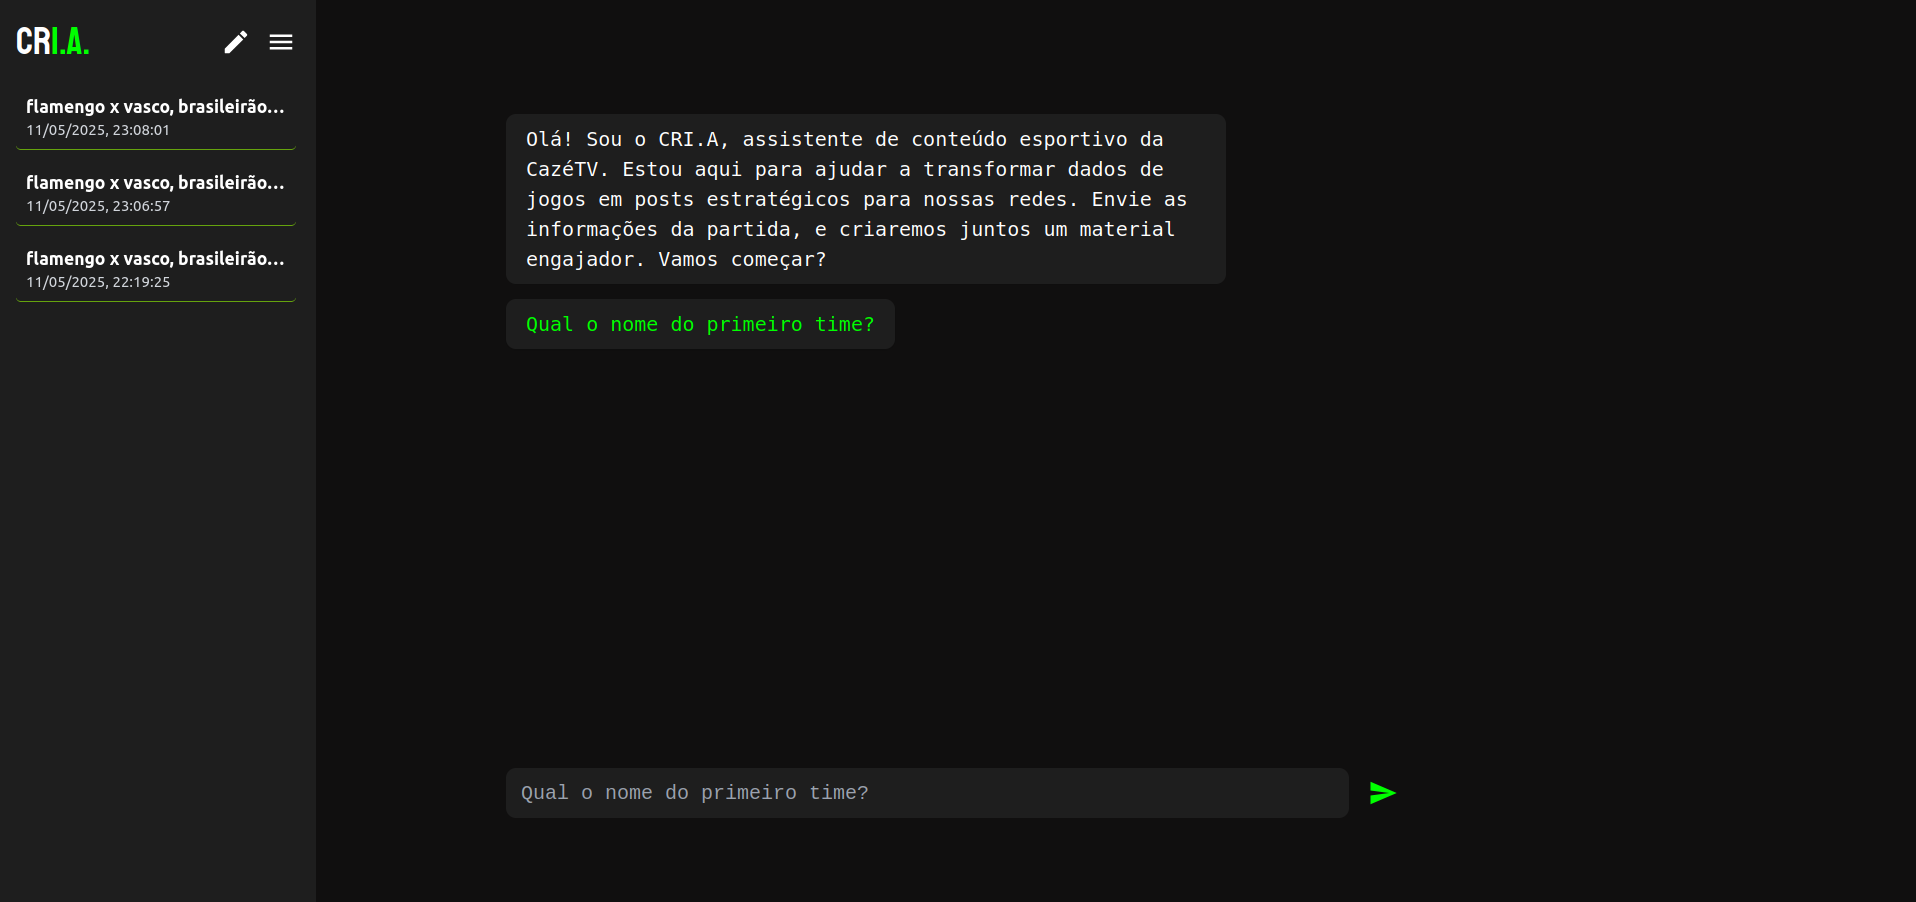 CRI.A.
flamengo x vasco, brasileirão...
11/05/2025, 23:08:01
flamengo x vasco, brasileirão...
11/05/2025, 23:06:57
flamengo x vasco, brasileirão...
11/05/2025, 22:19:25
Olá! Sou o CRI.A, assistente de conteúdo esportivo da
CazéTV. Estou aqui para ajudar a transformar dados de
jogos em posts estratégicos para nossas redes. Envie as
informações da partida, e criaremos juntos um material
engajador. Vamos começar?
Qual o nome do primeiro time?
Qual o nome do primeiro time?